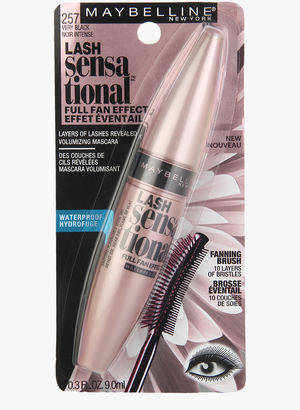 MAYBELLINE
NEW YORK
257
VERY BLACK
NOIR INTENSE
LASH
sensa
tional
FULL FAN EFFECT
EFFET ÉVENTAIL
LAYERS OF LASHES REVEALED
VOLUMIZING MASCARA
DES COUCHES DE
CILS RÉVÉLÉES
MASCARA VOLUMISANT
NEW
NOUVEAU
WATERPROOF
HYDROFUGE
MAYBELLINE
LASH
sensa
tional
FULL FAN EFFECT
FANNING
BRUSH
10 LAYERS
OF BRISTLES
BROSSE
ÉVENTAIL
10 COUCHES
DE SOIES
0.3 FL. OZ. 9.0ml